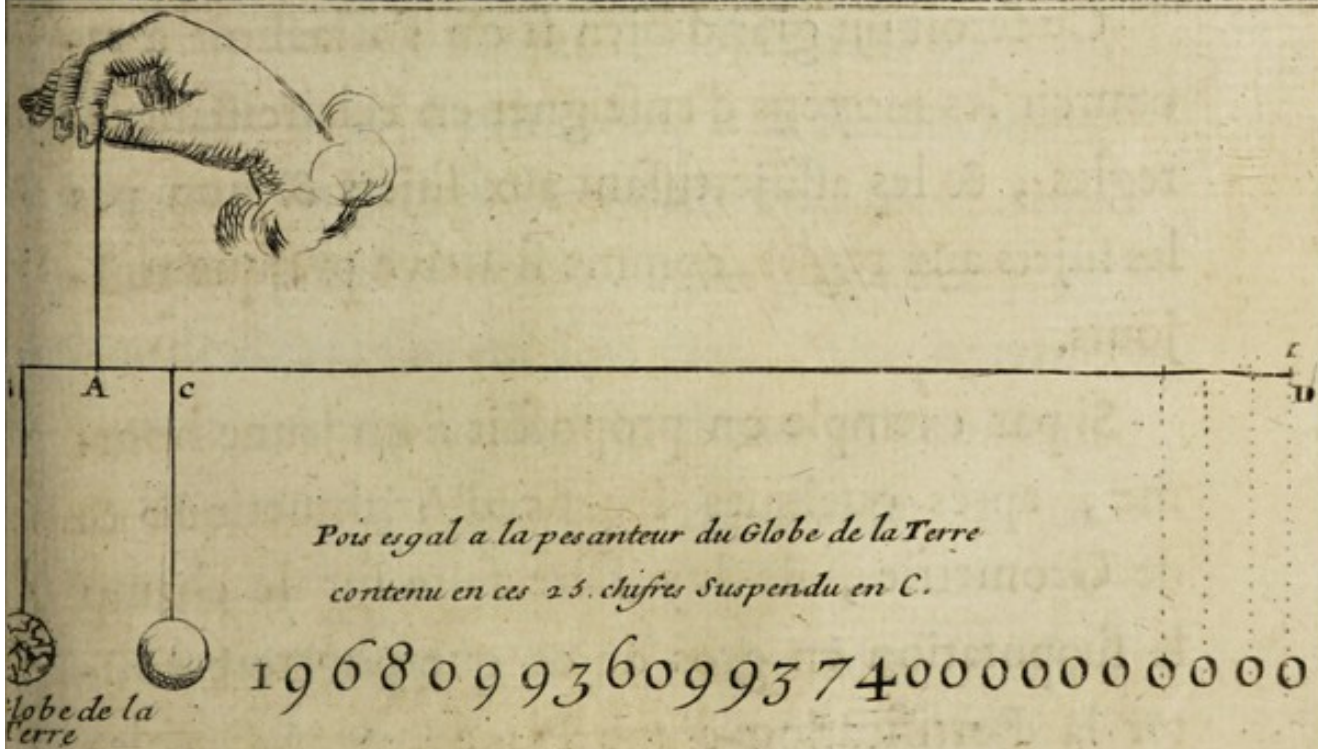 A c D
Pois esgal a la pesanteur du Globe de la Terre
contenu en ces 25. chifres Suspendu en C.
1968099360993740000000000
lobe de la
Terre